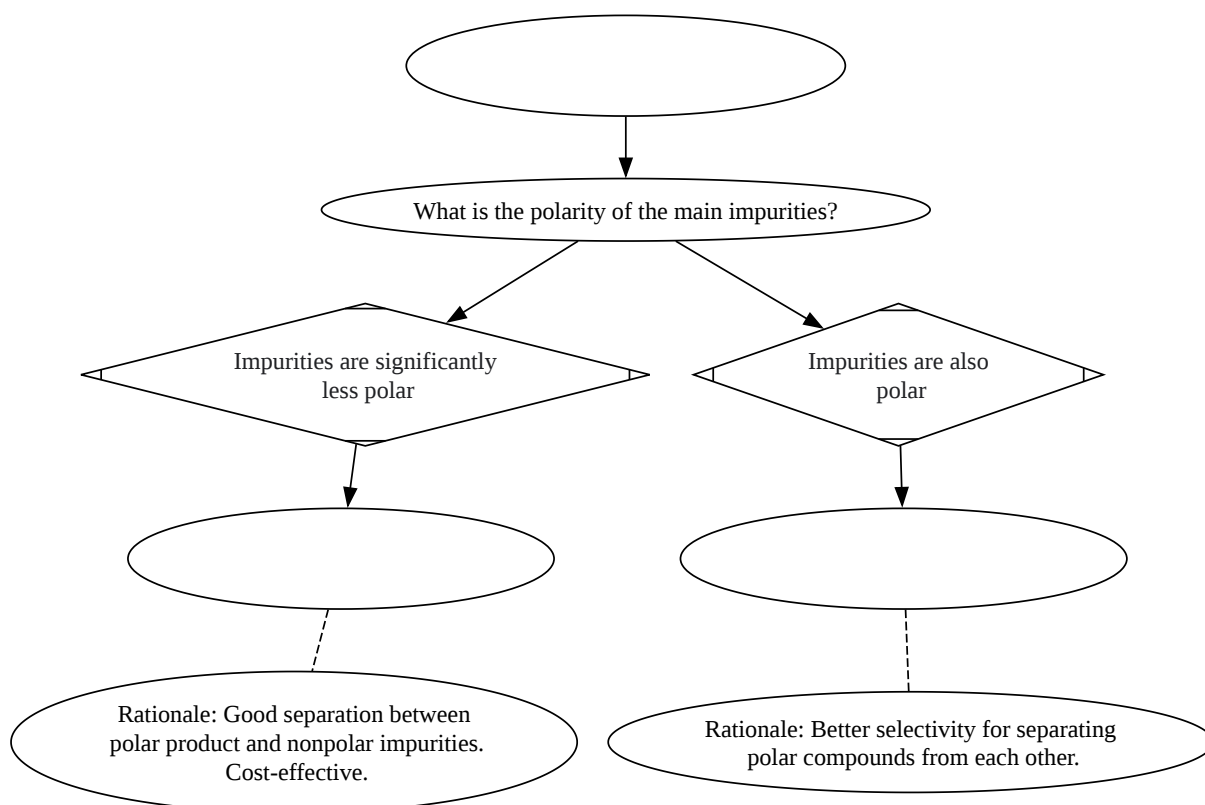 What is the polarity of the main impurities?
Impurities are significantly
less polar
Impurities are also
polar
Rationale: Good separation between
polar product and nonpolar impurities.
Cost-effective.
Rationale: Better selectivity for separating
polar compounds from each other.